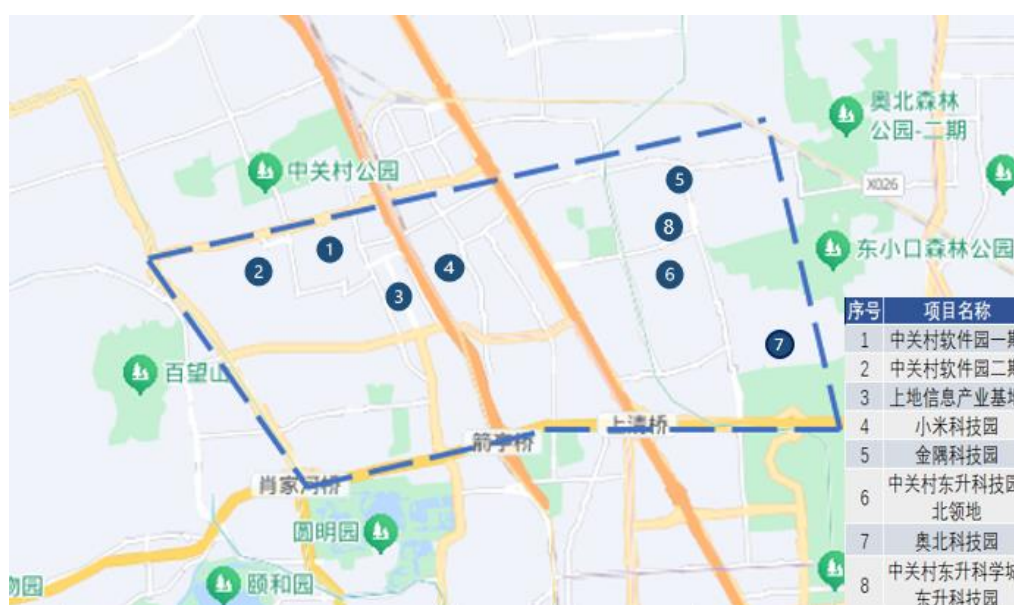 奥北森林
公园-二期
中关村公园
X026
5
8
1
东小口森林公园
4
2
6
3
序号 项目名称
7
1 中关村软件园一期
百望山
2 中关村软件园二期
3 上地信息产业基地
上清桥
4 小米科技园
箭亭桥
5 金隅科技园
肖家河桥
6 中关村东升科技园
北领地
圆明园
7 奥北科技园
颐和园
8 中关村东升科学城
东升科技园
物园